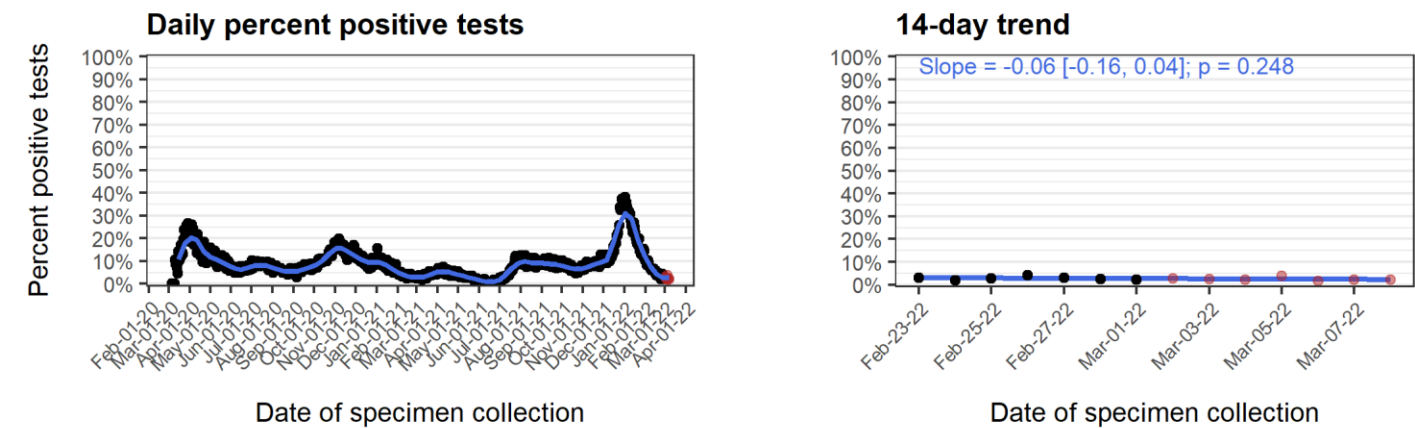 Daily percent positive tests
Percent positive tests
100%
90%
80%
70%
60%
50%
40%
30%
20%
10%
0%
Feb-01-20
Mar-01-20
Apr-01-20
May-01-20
Jun-01-20
Jul-01-20
Aug-01-20
Sep-01-20
Oct-01-20
Nov-01-20
Dec-01-20
Jan-01-21
Feb-01-21
Mar-01-21
Apr-01-21
May-01-21
Jun-01-21
Jul-01-21
Aug-01-21
Sep-01-21
Oct-01-21
Nov-01-21
Dec-01-21
Jan-01-22
Feb-01-22
Mar-01-22
Apr-01-22
Date of specimen collection
14-day trend
Slope = -0.06 [-0.16, 0.04]; p = 0.248
100%
90%
80%
70%
60%
50%
40%
30%
20%
10%
0%
Feb-23-22
Feb-25-22
Feb-27-22
Mar-01-22
Mar-03-22
Mar-05-22
Mar-07-22
Date of specimen collection